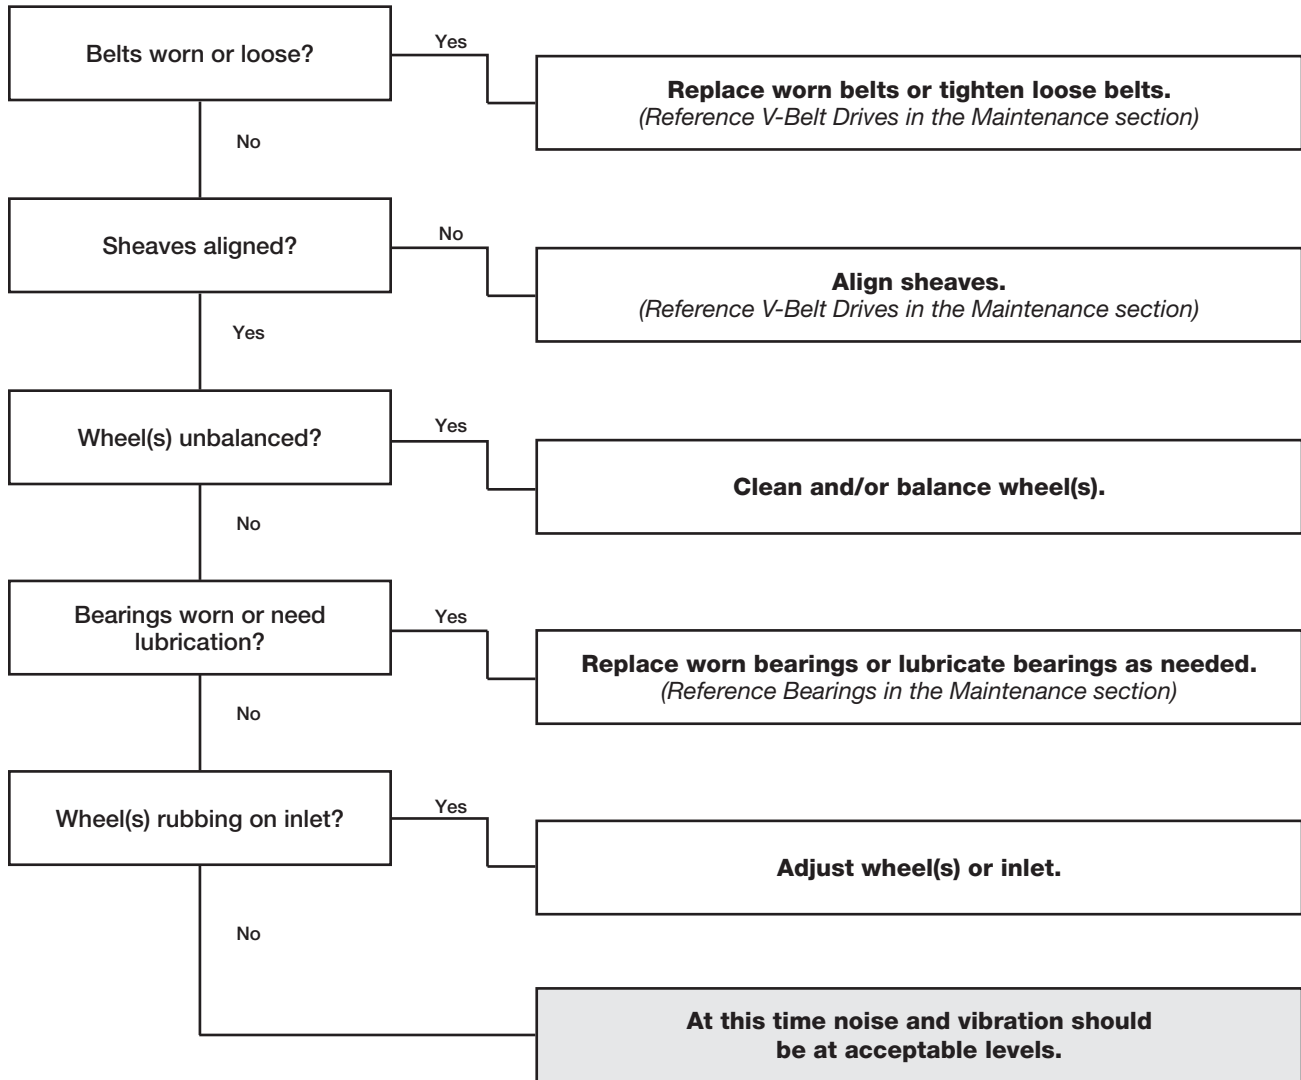 Belts worn or loose?
Yes
Replace worn belts or tighten loose belts.
(Reference V-Belt Drives in the Maintenance section)
No
Sheaves aligned?
No
Align sheaves.
(Reference V-Belt Drives in the Maintenance section)
Yes
Wheel(s) unbalanced?
Yes
Clean and/or balance wheel(s).
No
Bearings worn or need
lubrication?
Yes
Replace worn bearings or lubricate bearings as needed.
(Reference Bearings in the Maintenance section)
No
Wheel(s) rubbing on inlet?
Yes
Adjust wheel(s) or inlet.
No
At this time noise and vibration should
be at acceptable levels.